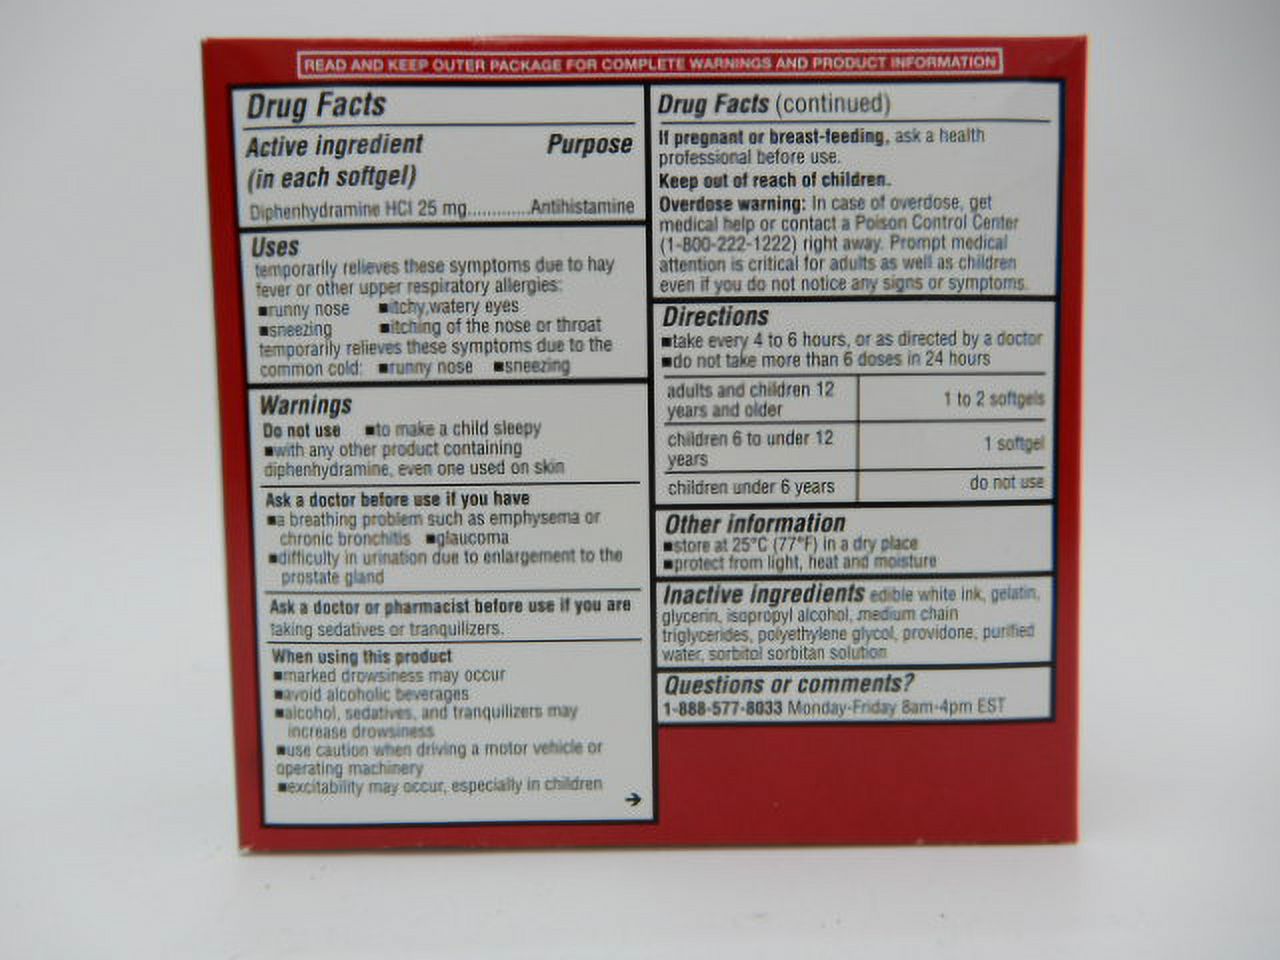 READ AND KEEP OUTER PACKAGE FOR COMPLETE WARNINGS AND PRODUCT INFORMATION
Drug Facts
Active ingredient Purpose
(in each softgel)
Diphenhydramine HCl 25 mg.............Antihistamine
Uses
temporarily relieves these symptoms due to hay
fever or other upper respiratory allergies:
■runny nose ■itchy,watery eyes
■sneezing ■itching of the nose or throat
temporarily relieves these symptoms due to the
common cold: ■runny nose ■sneezing
Warnings
Do not use ■to make a child sleepy
■with any other product containing
diphenhydramine, even one used on skin
Ask a doctor before use if you have
■a breathing problem such as emphysema or
chronic bronchitis ■glaucoma
■difficulty in urination due to enlargement to the
prostate gland
Ask a doctor or pharmacist before use if you are
taking sedatives or tranquilizers.
When using this product
■marked drowsiness may occur
■avoid alcoholic beverages
■alcohol, sedatives, and tranquilizers may
increase drowsiness
■use caution when driving a motor vehicle or
operating machinery
■excitability may occur, especially in children
→
Drug Facts (continued)
If pregnant or breast-feeding, ask a health
professional before use.
Keep out of reach of children.
Overdose warning: In case of overdose, get
medical help or contact a Poison Control Center
(1-800-222-1222) right away. Prompt medical
attention is critical for adults as well as children
even if you do not notice any signs or symptoms.
Directions
■take every 4 to 6 hours, or as directed by a doctor
■do not take more than 6 doses in 24 hours
adults and children 12 1 to 2 softgels
years and older
children 6 to under 12 1 softgel
years
children under 6 years do not use
Other information
■store at 25°C (77°F) in a dry place
■protect from light, heat and moisture
Inactive ingredients edible white ink, gelatin,
glycerin, isopropyl alcohol, medium chain
triglycerides, polyethylene glycol, providone, purified
water, sorbitol sorbitan solution
Questions or comments?
1-888-577-8033 Monday-Friday 8am-4pm EST